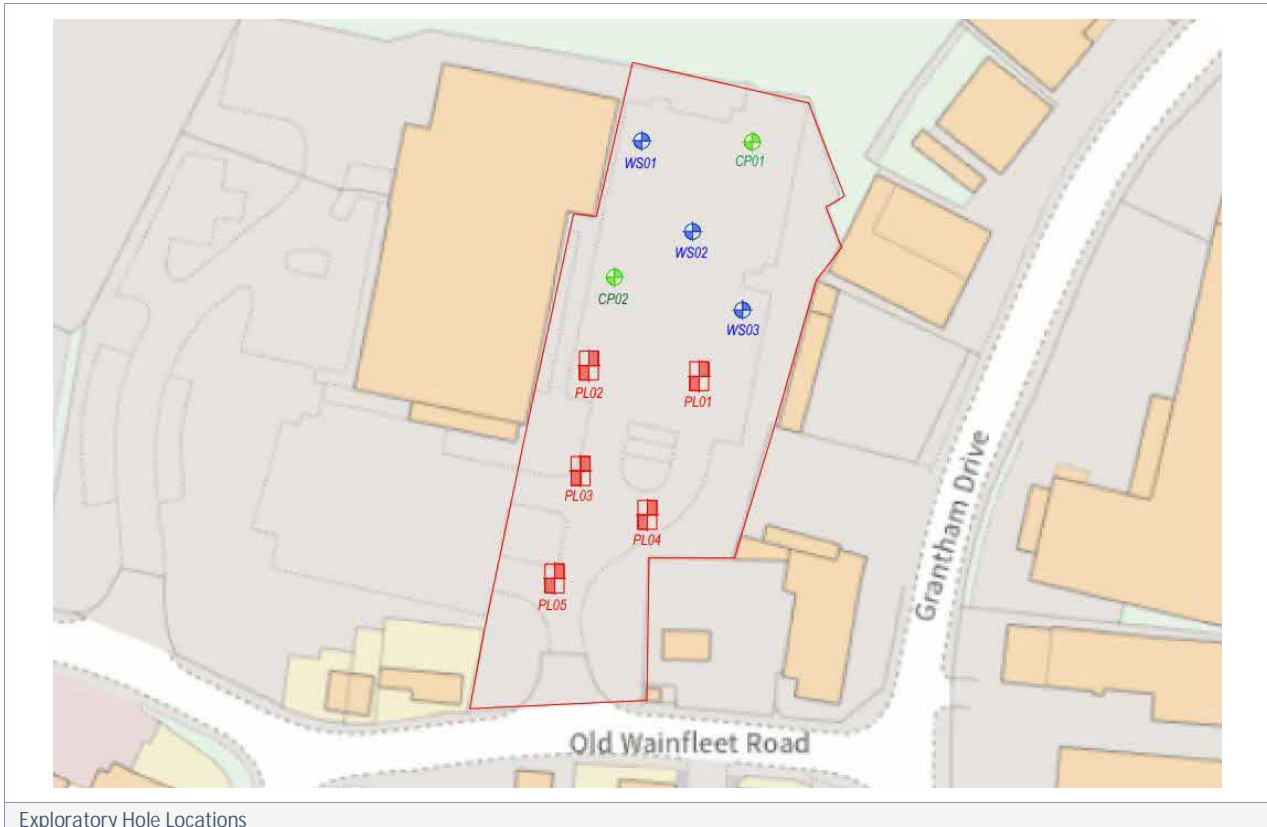 WS01
CP01
WS02
CP02
WS03
PL02
PL01
PL03
PL04
PL05
Grantham Drive
Old Wainfleet Road
Exploratory Hole Locations